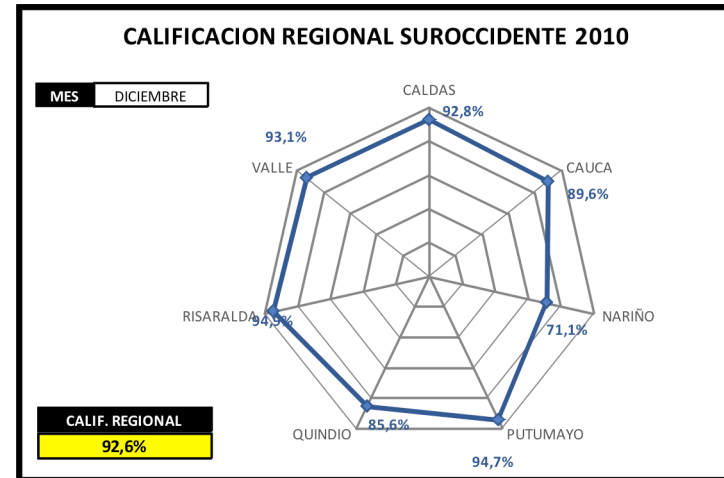 CALIFICACION REGIONAL SUROCCIDENTE 2010
MES DICIEMBRE
CALDAS
92,8%
CAUCA
89,6%
NARIÑO
71,1%
PUTUMAYO
94,7%
QUINDIO
85,6%
RISARALDA
94,9%
VALLE
93,1%
CALIF. REGIONAL
92,6%